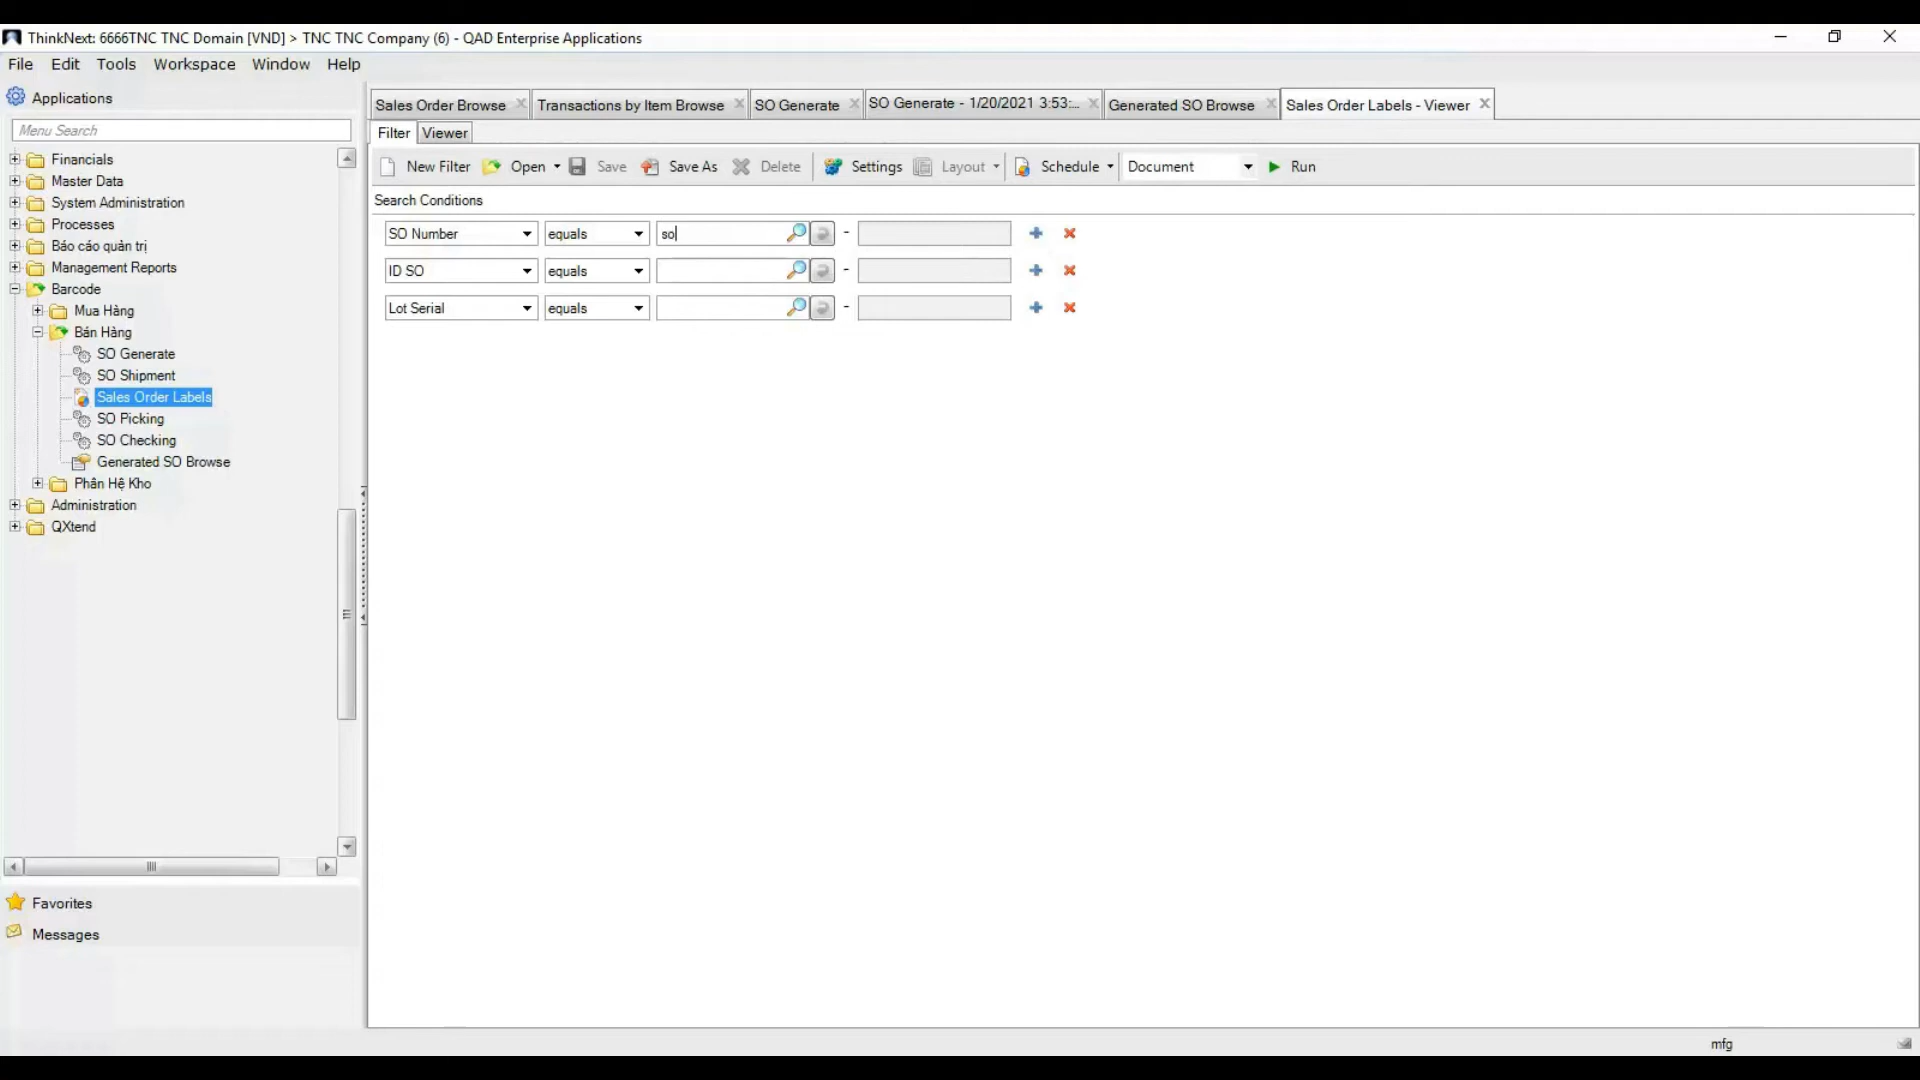 ThinkNext: 6666TNC TNC Domain [VND] > TNC TNC Company (6) - QAD Enterprise Applications
File Edit Tools Workspace Window Help
Applications
Menu Search
Financials
Master Data
System Administration
Processes
Báo cáo quản trị
Management Reports
Barcode
Mua Hàng
Bán Hàng
SO Generate
SO Shipment
Sales Order Labels
SO Picking
SO Checking
Generated SO Browse
Phân Hệ Kho
Administration
QXtend
Favorites
Messages
Sales Order Browse Transactions by Item Browse SO Generate SO Generate - 1/20/2021 3:53:... Generated SO Browse Sales Order Labels - Viewer
Filter Viewer
New Filter Open Save Save As Delete Settings Layout Schedule Document Run
Search Conditions
SO Number equals so -
ID SO equals -
Lot Serial equals -
mfg